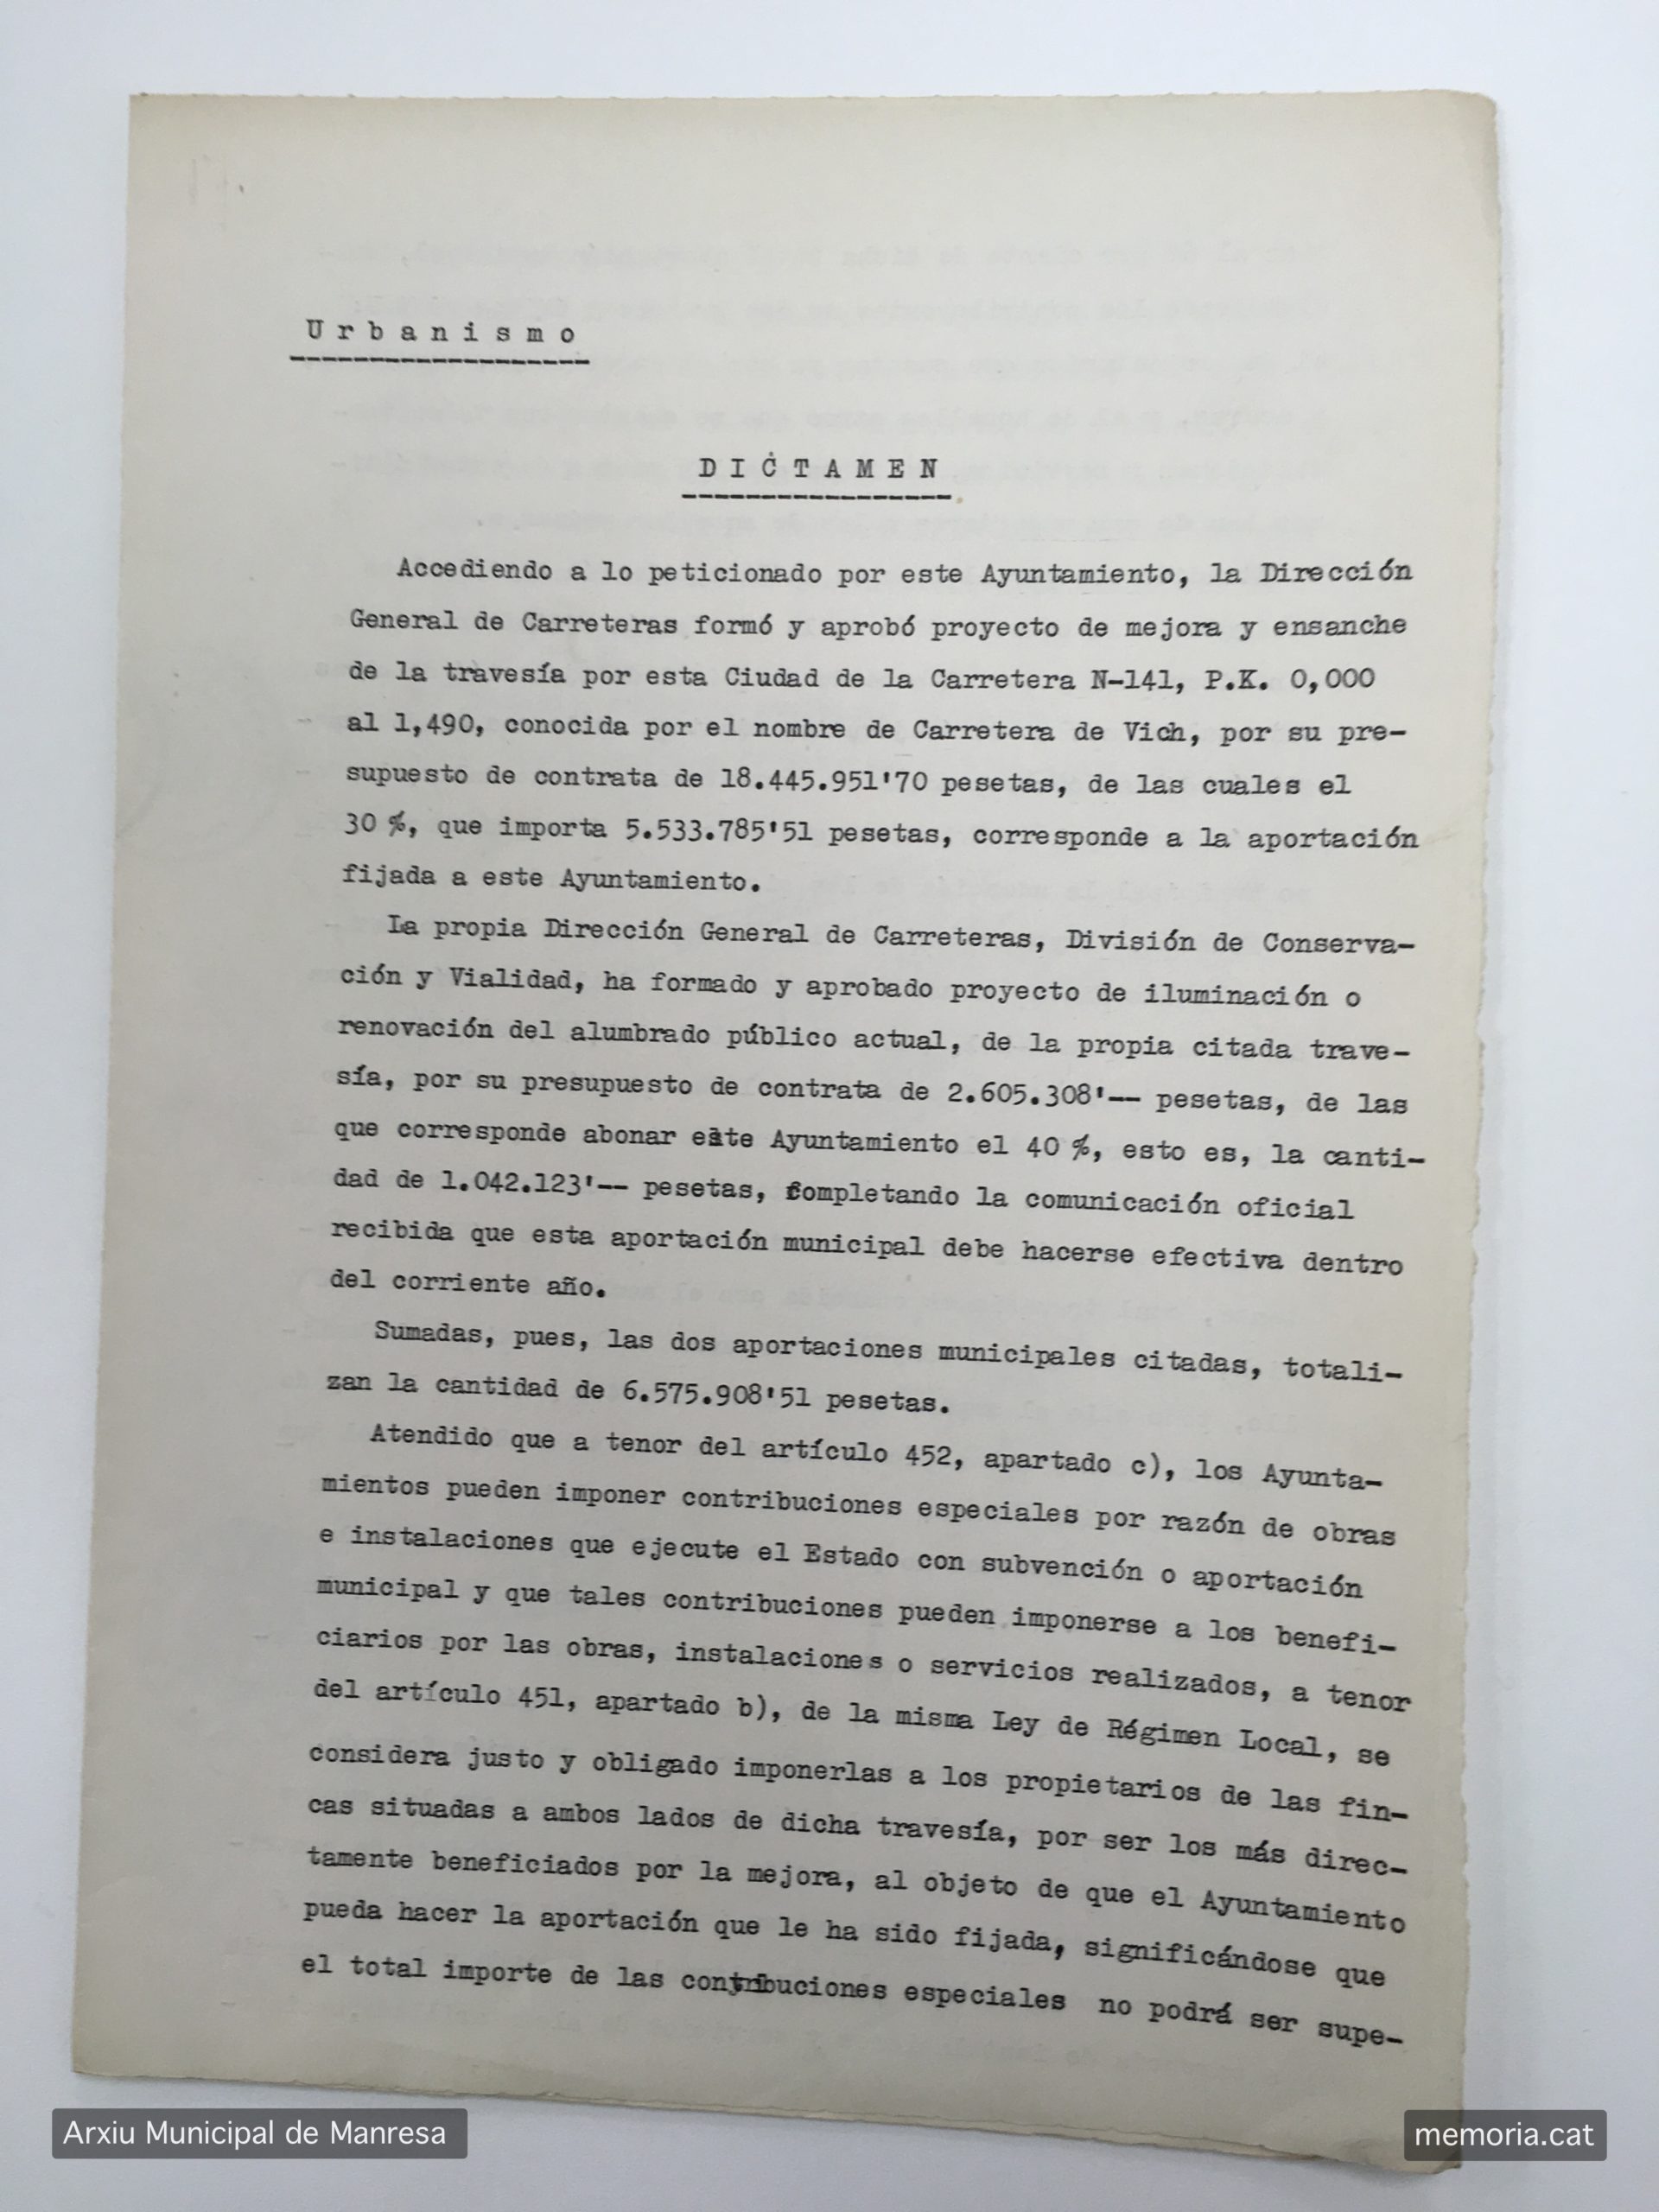 Urbanismo
DICTAMEN
Accediendo a lo peticionado por este Ayuntamiento, la Dirección
General de Carreteras formó y aprobó proyecto de mejora y ensanche
de la travesía por esta Ciudad de la Carretera N-141, P.K. 0,000
al 1,490, conocida por el nombre de Carretera de Vich, por su pre-
supuesto de contrata de 18.445.951'70 pesetas, de las cuales el
30 %, que importa 5.533.785'51 pesetas, corresponde a la aportación
fijada a este Ayuntamiento.
La propia Dirección General de Carreteras, División de Conserva-
ción y Vialidad, ha formado y aprobado proyecto de iluminación o
renovación del alumbrado público actual, de la propia citada trave-
sía, por su presupuesto de contrata de 2.605.308'-- pesetas, de las
que corresponde abonar este Ayuntamiento el 40 %, esto es, la canti-
dad de 1.042.123'-- pesetas, completando la comunicación oficial
recibida que esta aportación municipal debe hacerse efectiva dentro
del corriente año.
Sumadas, pues, las dos aportaciones municipales citadas, totali-
zan la cantidad de 6.575.908'51 pesetas.
Atendido que a tenor del artículo 452, apartado c), los Ayunta-
mientos pueden imponer contribuciones especiales por razón de obras
e instalaciones que ejecute el Estado con subvención o aportación
municipal y que tales contribuciones pueden imponerse a los benefi-
ciarios por las obras, instalaciones o servicios realizados, a tenor
del artículo 451, apartado b), de la misma Ley de Régimen Local, se
considera justo y obligado imponerlas a los propietarios de las fin-
cas situadas a ambos lados de dicha travesía, por ser los más direc-
tamente beneficiados por la mejora, al objeto de que el Ayuntamiento
pueda hacer la aportación que le ha sido fijada, significándose que
el total importe de las contribuciones especiales no podrá ser supe-
Arxiu Municipal de Manresa
memoria.cat